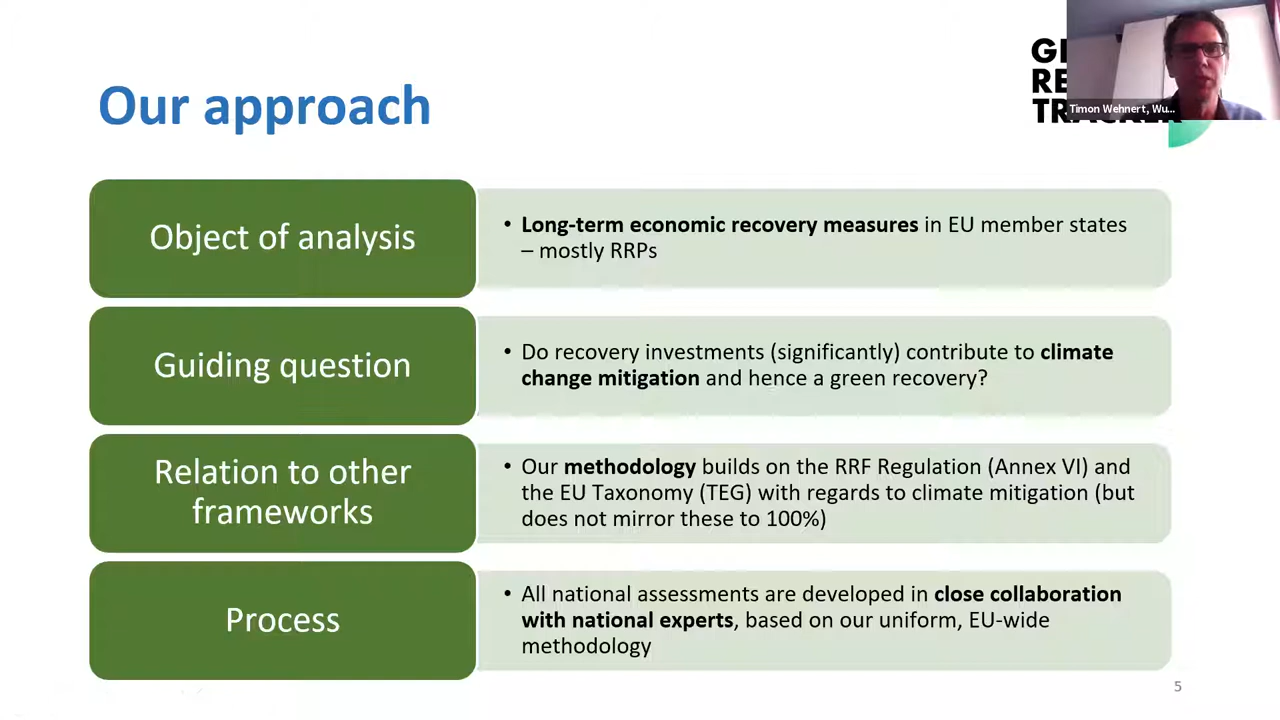 Our approach
GR
RE
TRACKER
Timon Wehnert, Wu...
Object of analysis
• Long-term economic recovery measures in EU member states
– mostly RRPs
Guiding question
• Do recovery investments (significantly) contribute to climate
change mitigation and hence a green recovery?
Relation to other
frameworks
• Our methodology builds on the RRF Regulation (Annex VI) and
the EU Taxonomy (TEG) with regards to climate mitigation (but
does not mirror these to 100%)
Process
• All national assessments are developed in close collaboration
with national experts, based on our uniform, EU-wide
methodology
5